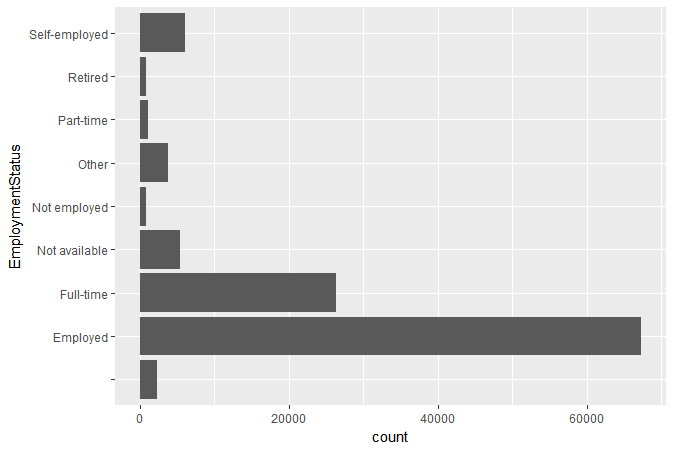 EmploymentStatus
Self-employed
Retired
Part-time
Other
Not employed
Not available
Full-time
Employed
0 20000 40000 60000
count